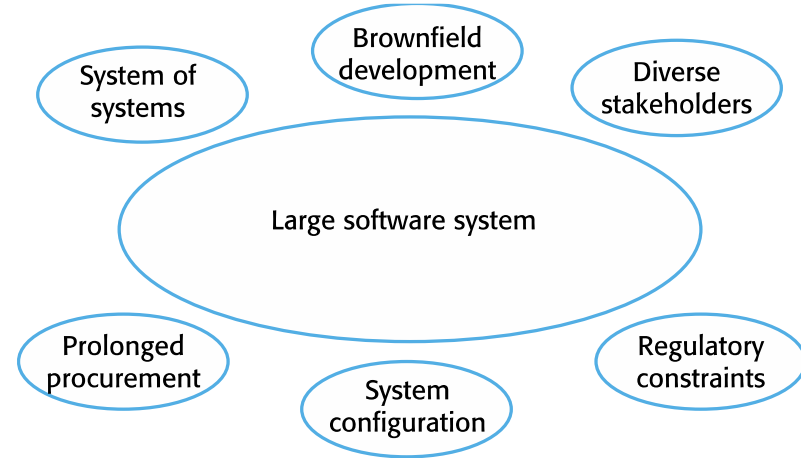 Brownfield
development
System of
systems
Diverse
stakeholders
Large software system
Prolonged
procurement
System
configuration
Regulatory
constraints